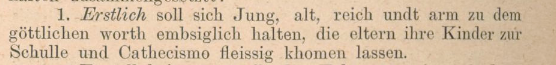 1. Erstlich soll sich Jung, alt, reich undt arm zu dem
göttlichen worth embsiglich halten, die eltern ihre Kinder zur
Schulle und Cathecismo fleissig khomen lassen.